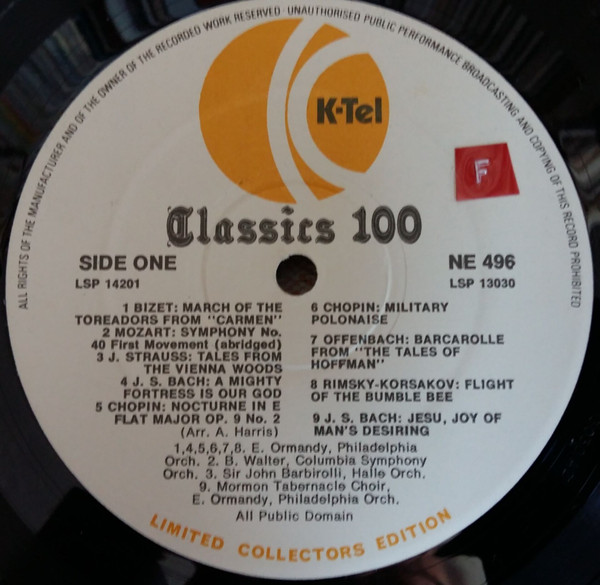 ALL RIGHTS OF THE MANUFACTURER AND OF THE OWNER OF THE RECORDED WORK RESERVED · UNAUTHORISED PUBLIC PERFORMANCE BROADCASTING AND COPYING OF THIS RECORD PROHIBITED
K-Tel
F
Classics 100
SIDE ONE
LSP 14201
NE 496
LSP 13030
1 BIZET: MARCH OF THE
TOREADORS FROM "CARMEN"
2 MOZART: SYMPHONY No.
40 First Movement (abridged)
3 J. STRAUSS: TALES FROM
THE VIENNA WOODS
4 J. S. BACH: A MIGHTY
FORTRESS IS OUR GOD
5 CHOPIN: NOCTURNE IN E
FLAT MAJOR OP. 9 No. 2
(Arr. A. Harris)
6 CHOPIN: MILITARY
POLONAISE
7 OFFENBACH: BARCAROLLE
FROM "THE TALES OF
HOFFMAN"
8 RIMSKY-KORSAKOV: FLIGHT
OF THE BUMBLE BEE
9 J. S. BACH: JESU, JOY OF
MAN'S DESIRING
1,4,5,6,7,8. E. Ormandy, Philadelphia
Orch. 2. B. Walter, Columbia Symphony
Orch. 3. Sir John Barbirolli, Halle Orch.
9. Mormon Tabernacle Choir,
E. Ormandy, Philadelphia Orch.
All Public Domain
LIMITED COLLECTORS EDITION